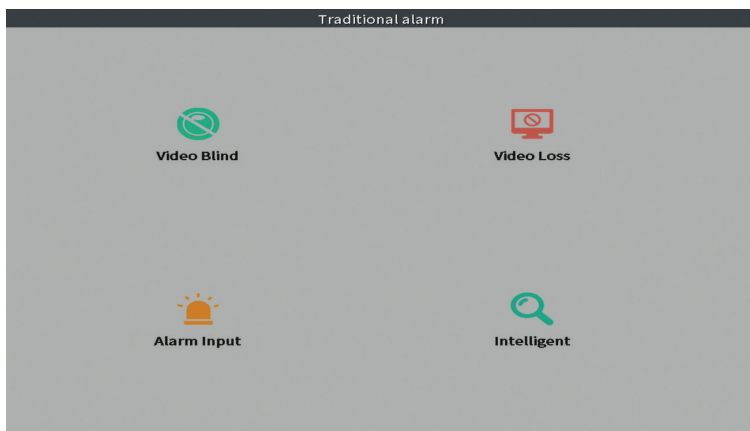 Traditional alarm
Video Blind
Video Loss
Alarm Input
Intelligent